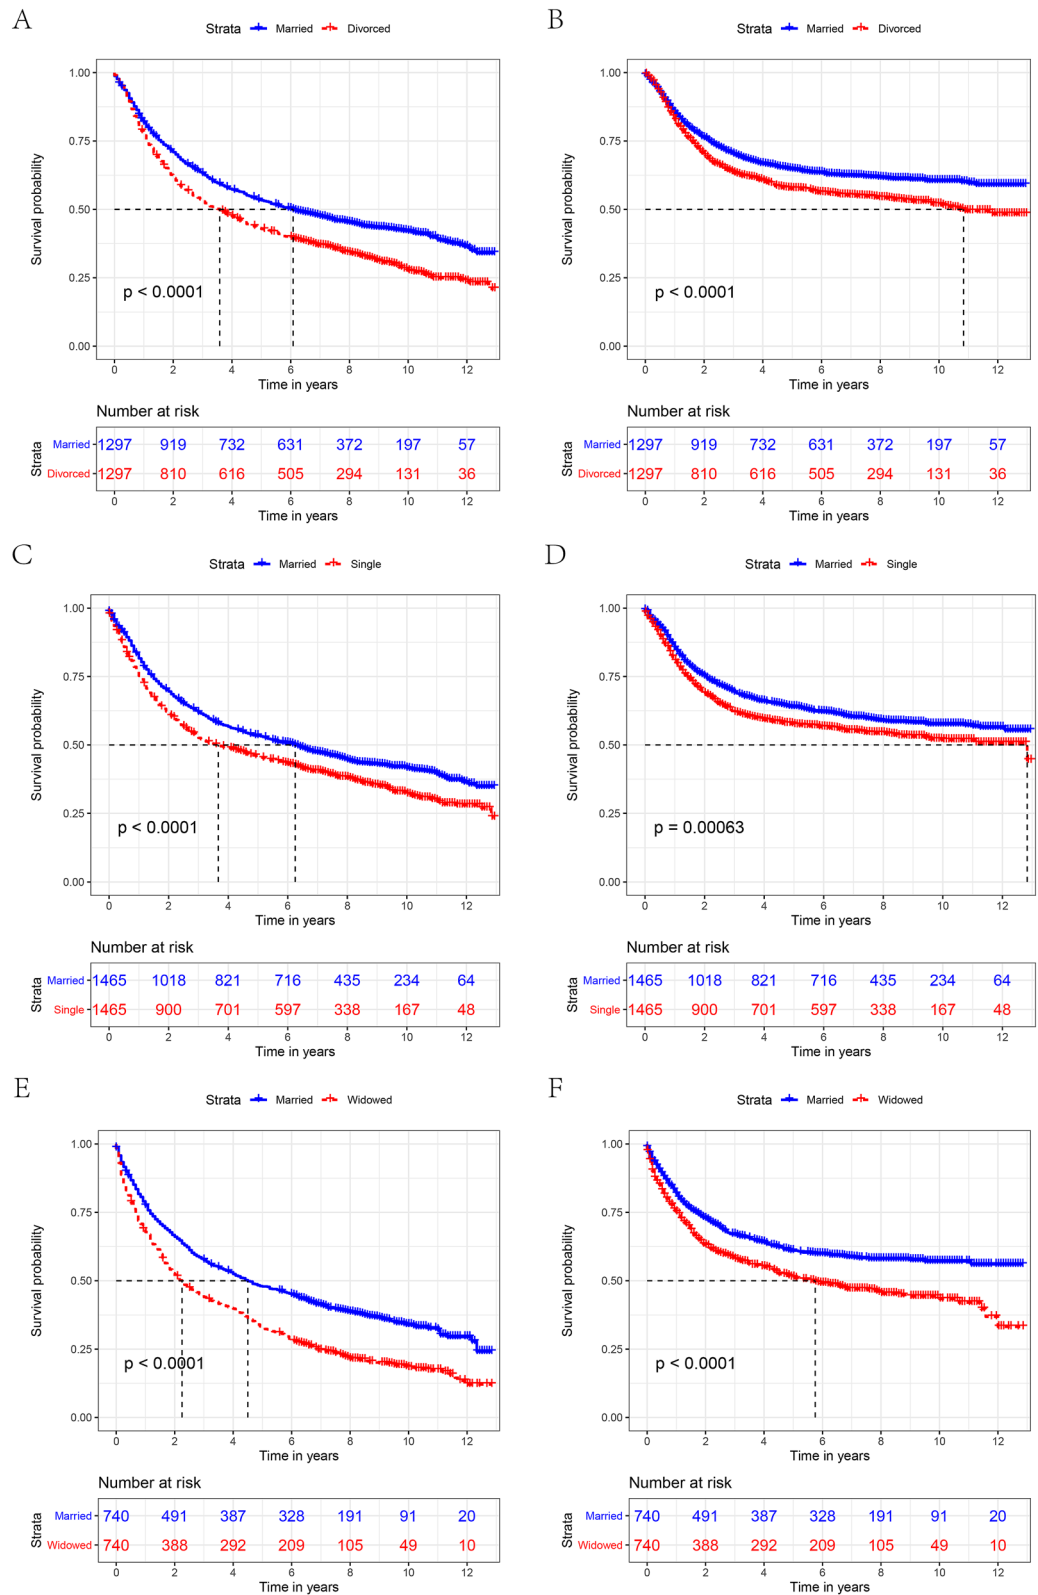 A
Strata Married Divorced
Survival probability
1.00
0.75
0.50
0.25
0.00
p < 0.0001
0 2 4 6 8 10 12
Time in years
Number at risk
Strata
Married 1297 919 732 631 372 197 57
Divorced 1297 810 616 505 294 131 36
0 2 4 6 8 10 12
Time in years
B
Strata Married Divorced
Survival probability
1.00
0.75
0.50
0.25
0.00
p < 0.0001
0 2 4 6 8 10 12
Time in years
Number at risk
Strata
Married 1297 919 732 631 372 197 57
Divorced 1297 810 616 505 294 131 36
0 2 4 6 8 10 12
Time in years
C
Strata Married Single
Survival probability
1.00
0.75
0.50
0.25
0.00
p < 0.0001
0 2 4 6 8 10 12
Time in years
Number at risk
Strata
Married 1465 1018 821 716 435 234 64
Single 1465 900 701 597 338 167 48
0 2 4 6 8 10 12
Time in years
D
Strata Married Single
Survival probability
1.00
0.75
0.50
0.25
0.00
p = 0.00063
0 2 4 6 8 10 12
Time in years
Number at risk
Strata
Married 1465 1018 821 716 435 234 64
Single 1465 900 701 597 338 167 48
0 2 4 6 8 10 12
Time in years
E
Strata Married Widowed
Survival probability
1.00
0.75
0.50
0.25
0.00
p < 0.0001
0 2 4 6 8 10 12
Time in years
Number at risk
Strata
Married 740 491 387 328 191 91 20
Widowed 740 388 292 209 105 49 10
0 2 4 6 8 10 12
Time in years
F
Strata Married Widowed
Survival probability
1.00
0.75
0.50
0.25
0.00
p < 0.0001
0 2 4 6 8 10 12
Time in years
Number at risk
Strata
Married 740 491 387 328 191 91 20
Widowed 740 388 292 209 105 49 10
0 2 4 6 8 10 12
Time in years